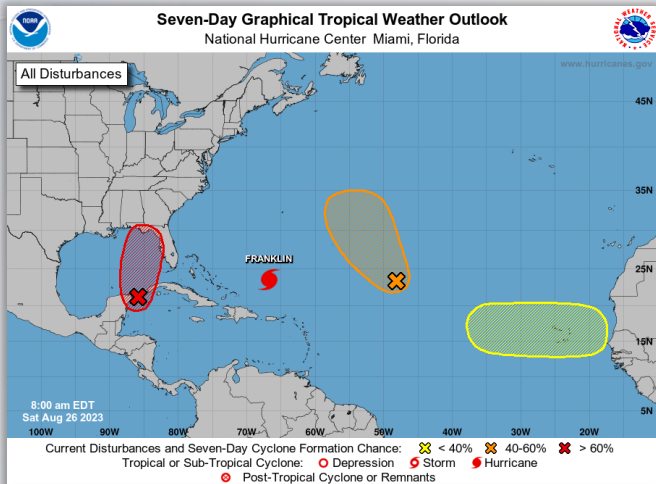 Seven-Day Graphical Tropical Weather Outlook
National Hurricane Center Miami, Florida
NOAA
www.hurricanes.gov
All Disturbances
45N
35N
FRANKLIN
25N
15N
8:00 am EDT
Sat Aug 26 2023
5N
100W 90W 80W 70W 60W 50W 40W 30W 20W
Current Disturbances and Seven-Day Cyclone Formation Chance: < 40% 40-60% > 60%
Tropical or Sub-Tropical Cyclone: Depression Storm Hurricane
Post-Tropical Cyclone or Remnants